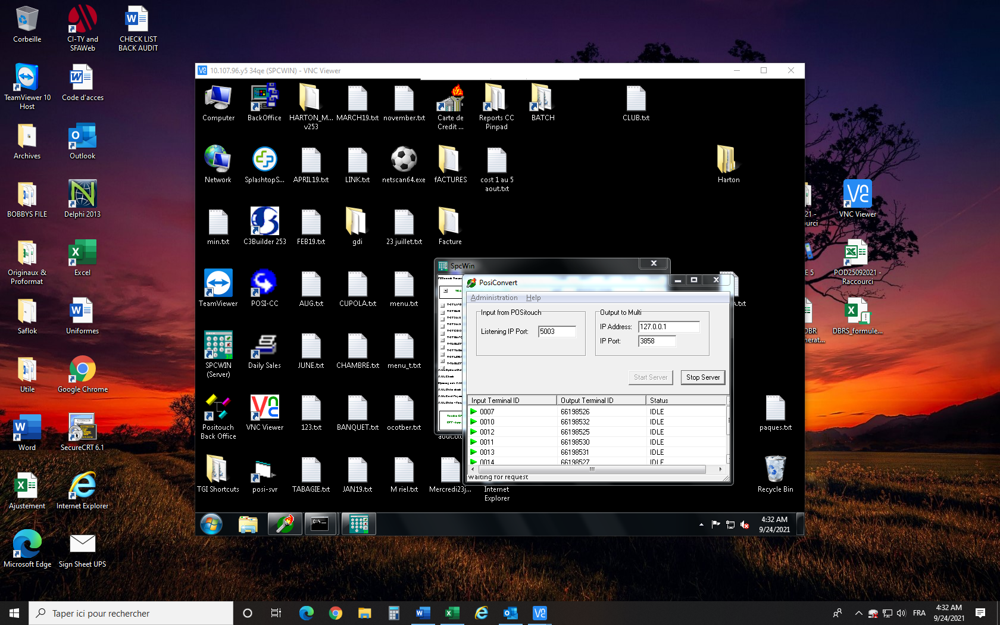 Corbeille
CI-TY and
SFAWeb
CHECK LIST
BACK AUDIT
TeamViewer 10
Host
Code d'acces
Archives
Outlook
BOBBYS FILE
Delphi 2013
Originaux &
Proformat
Excel
Saflok
Uniformes
Utile
Google Chrome
Word
SecureCRT 6.1
Ajustement
Internet Explorer
Microsoft Edge
Sign Sheet UPS
10.107.96.y5 34qe (SPCWIN) - VNC Viewer
Computer
BackOffice
HARTON_M...
v253
MARCH19.txt
november.txt
Carte de
Credit ...
Reports CC
Pinpad
BATCH
CLUB.txt
Network
SplashtopS...
APRIL19.txt
LINK.txt
netscan64.exe
fACTURES
cost 1 au 5
aout.txt
Harton
min.txt
C3Builder 253
FEB19.txt
gdi
23 juillet.txt
Facture
TeamViewer
POSI-CC
AUG.txt
CUPOLA.txt
menu.txt
SPCWIN
(Server)
Daily Sales
JUNE.txt
CHAMBRE.txt
menu_t.txt
Positouch
Back Office
VNC Viewer
123.txt
BANQUET.txt
ocotber.txt
aout.txt
paques.txt
TGI Shortcuts
posi-svr
TABAGIE.txt
JAN19.txt
M riel.txt
Mercredi23j...
Internet
Explorer
Recycle Bin
SpcWin
PosiConvert
Administration Help
Input from POSitouch
Listening IP Port: 5003
Output to Multi
IP Address: 127.0.0.1
IP Port: 3858
Start Server
Stop Server
Input Terminal ID Output Terminal ID Status
0007 66198526 IDLE
0010 66198532 IDLE
0012 66198525 IDLE
0011 66198530 IDLE
0013 66198531 IDLE
0014 66198527 IDLE
Waiting for request
A.txt
C:\_
4:32 AM
9/24/2021
21 -
ourci
VNC Viewer
E 5
POD25092021 -
Raccourci
DBR
nerat...
DBRS_formule...
Taper ici pour rechercher
FRA
4:32 AM
9/24/2021